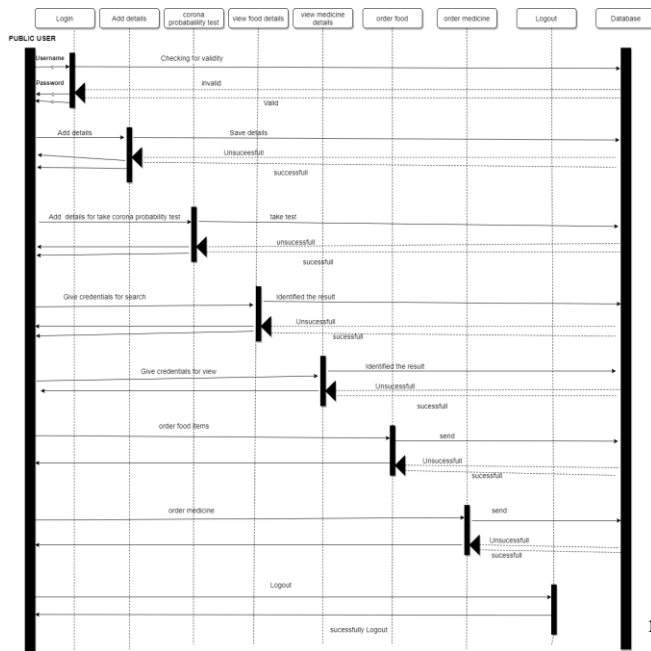 Login
Add details
corona
probabaility test
view food details
view medicine
details
order food
order medicine
Logout
Database
PUBLIC USER
Username
Checking for validity
Password
invalid
Valid
Add details
Save details
Unsuceesfull
successfull
Add details for take corona probability test
take test
unsucessfull
sucessfull
Give credentials for search
Identified the result
Unsucessfull
sucessfull
Give credentials for view
Identified the result
Unsucessfull
sucessfull
order food items
send
Unsucessfull
sucessfull
order medicine
send
Unsucessfull
sucessfull
Logout
sucessfully Logout